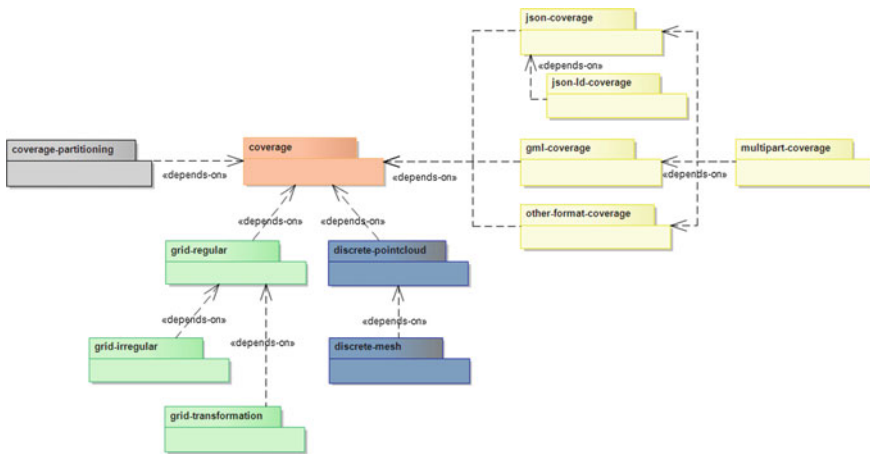 json-coverage
«depends-on»
json-ld-coverage
coverage-partitioning
coverage
gml-coverage
multipart-coverage
«depends-on»
«depends-on»
«depends-on»
other-format-coverage
«depends-on»
«depends-on»
grid-regular
discrete-pointcloud
«depends-on»
«depends-on»
«depends-on»
grid-irregular
discrete-mesh
grid-transformation